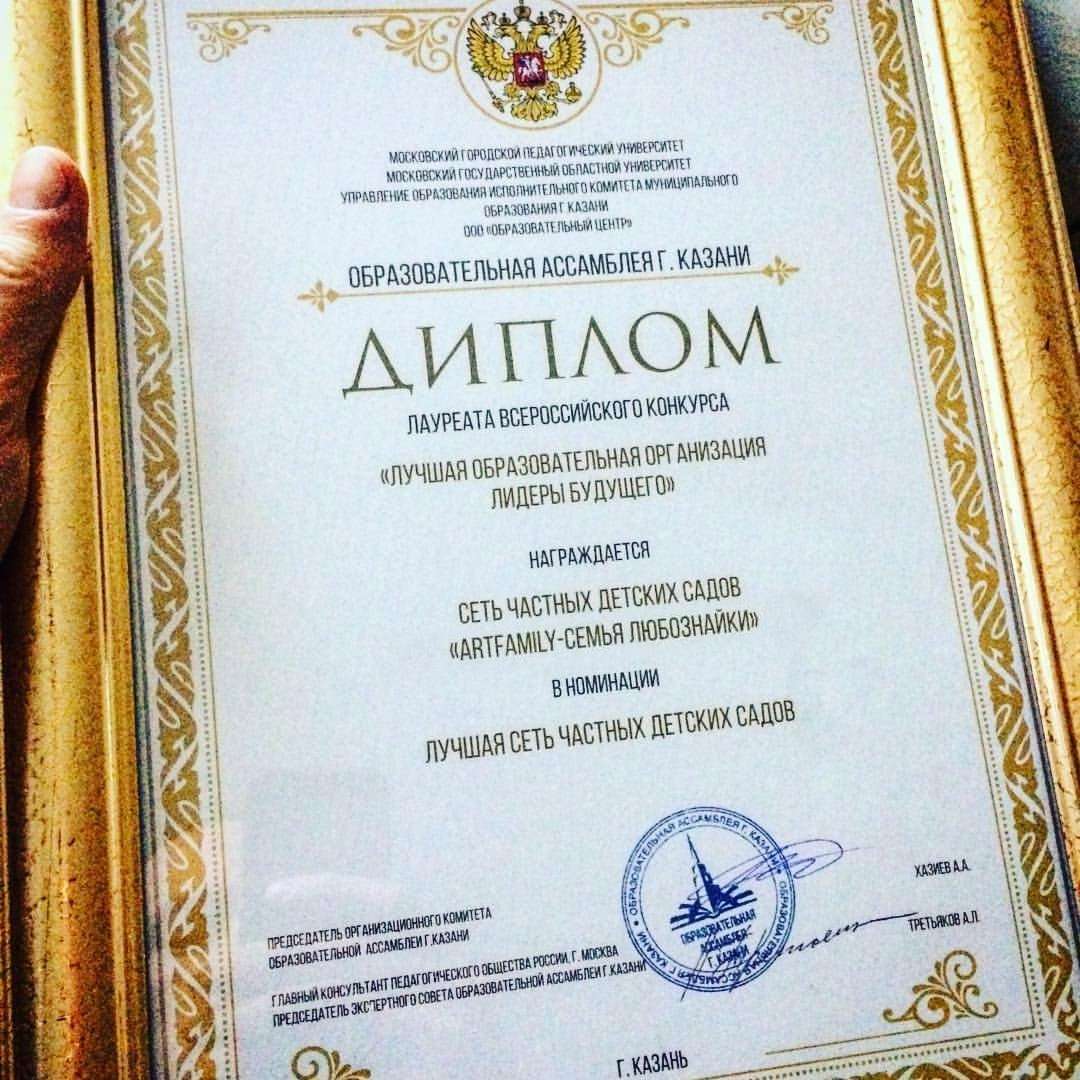 МОСКОВСКИЙ ГОРОДСКОЙ ПЕДАГОГИЧЕСКИЙ УНИВЕРСИТЕТ
МОСКОВСКИЙ ГОСУДАРСТВЕННЫЙ ОБЛАСТНОЙ УНИВЕРСИТЕТ
УПРАВЛЕНИЕ ОБРАЗОВАНИЯ ИСПОЛНИТЕЛЬНОГО КОМИТЕТА МУНИЦИПАЛЬНОГО
ОБРАЗОВАНИЯ Г. КАЗАНИ
ООО «ОБРАЗОВАТЕЛЬНЫЙ ЦЕНТР»
ОБРАЗОВАТЕЛЬНАЯ АССАМБЛЕЯ Г. КАЗАНИ
ДИПЛОМ
ЛАУРЕАТА ВСЕРОССИЙСКОГО КОНКУРСА
«ЛУЧШАЯ ОБРАЗОВАТЕЛЬНАЯ ОРГАНИЗАЦИЯ
ЛИДЕРЫ БУДУЩЕГО»
НАГРАЖДАЕТСЯ
СЕТЬ ЧАСТНЫХ ДЕТСКИХ САДОВ
«ARTFAMILY-СЕМЬЯ ЛЮБОЗНАЙКИ»
В НОМИНАЦИИ
ЛУЧШАЯ СЕТЬ ЧАСТНЫХ ДЕТСКИХ САДОВ
ПРЕДСЕДАТЕЛЬ ОРГАНИЗАЦИОННОГО КОМИТЕТА
ОБРАЗОВАТЕЛЬНОЙ АССАМБЛЕИ Г.КАЗАНИ
ХАЗИЕВ А.А.
ГЛАВНЫЙ КОНСУЛЬТАНТ ПЕДАГОГИЧЕСКОГО ОБЩЕСТВА РОССИИ, Г. МОСКВА
ПРЕДСЕДАТЕЛЬ ЭКСПЕРТНОГО СОВЕТА ОБРАЗОВАТЕЛЬНОЙ АССАМБЛЕИ Г.КАЗАНИ
ТРЕТЬЯКОВ А.Л.
ОБРАЗОВАТЕЛЬНАЯ АССАМБЛЕЯ Г. КАЗАНИ
ОБРАЗОВАТЕЛЬНАЯ
АССАМБЛЕЯ
Г. КАЗАНИ
Г. КАЗАНЬ